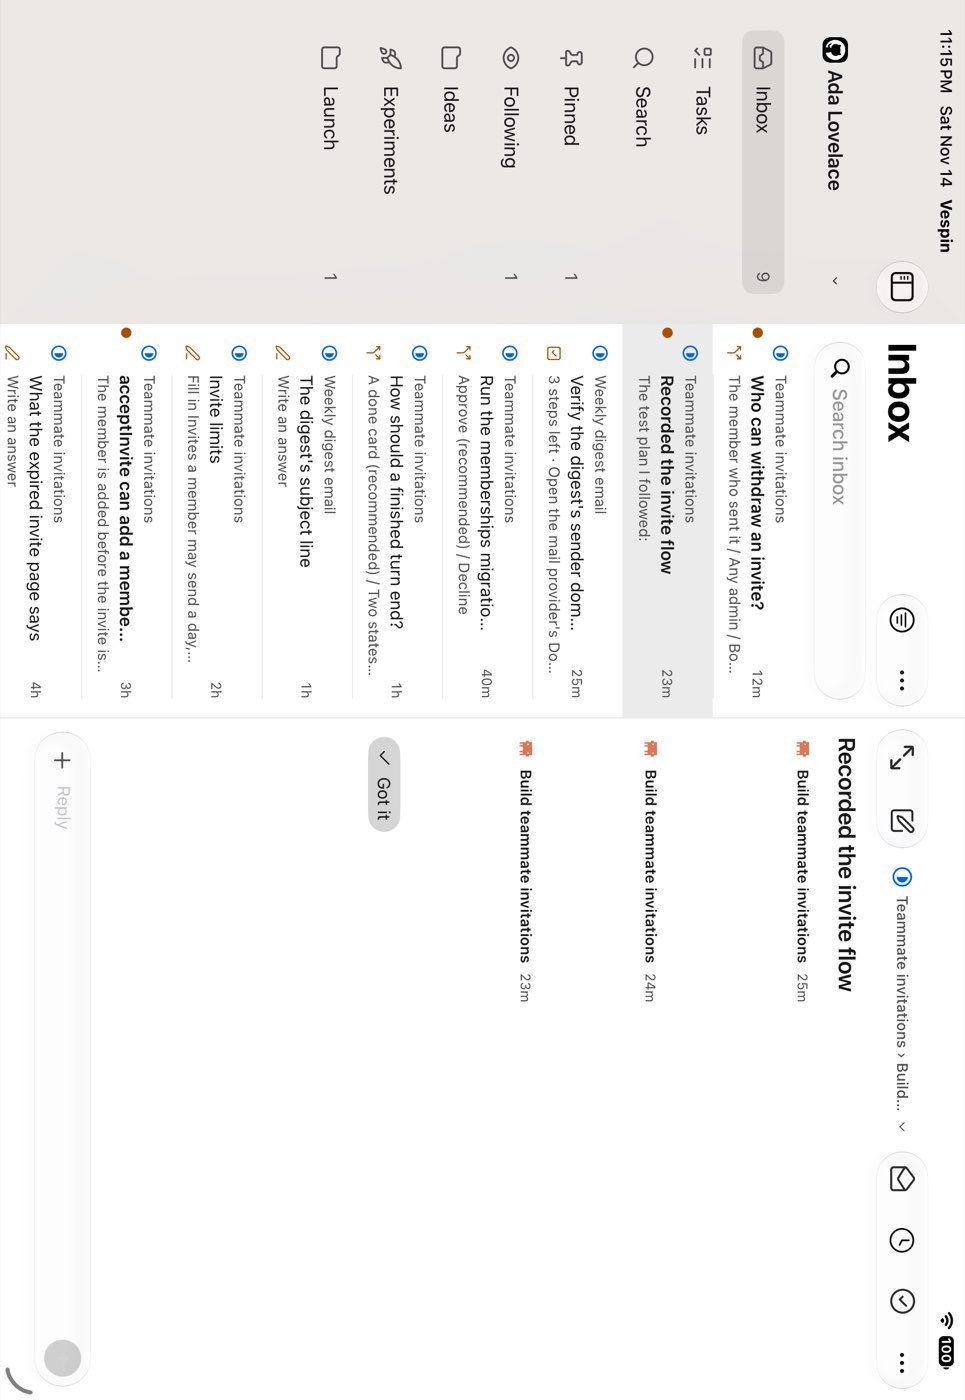 11:15 PM Sat Nov 14 Vespin
100
Ada Lovelace
Inbox 9
Tasks
Search
Pinned 1
Following 1
Ideas
Experiments
Launch 1
Inbox
Search inbox
Teammate invitations
Who can withdraw an invite? 12m
The member who sent it / Any admin / Bo...
Teammate invitations
Recorded the invite flow 23m
The test plan I followed:
Weekly digest email
Verify the digest's sender dom... 25m
3 steps left · Open the mail provider's Do...
Teammate invitations
Run the memberships migratio... 40m
Approve (recommended) / Decline
Teammate invitations
How should a finished turn end? 1h
A done card (recommended) / Two states...
Weekly digest email
The digest's subject line 1h
Write an answer
Teammate invitations
Invite limits 2h
Fill in Invites a member may send a day,...
Teammate invitations
acceptInvite can add a membe... 3h
The member is added before the invite is...
Teammate invitations
What the expired invite page says 4h
Write an answer
Teammate invitations › Build...
Recorded the invite flow
Build teammate invitations 25m
Build teammate invitations 24m
Build teammate invitations 23m
Got it
Reply